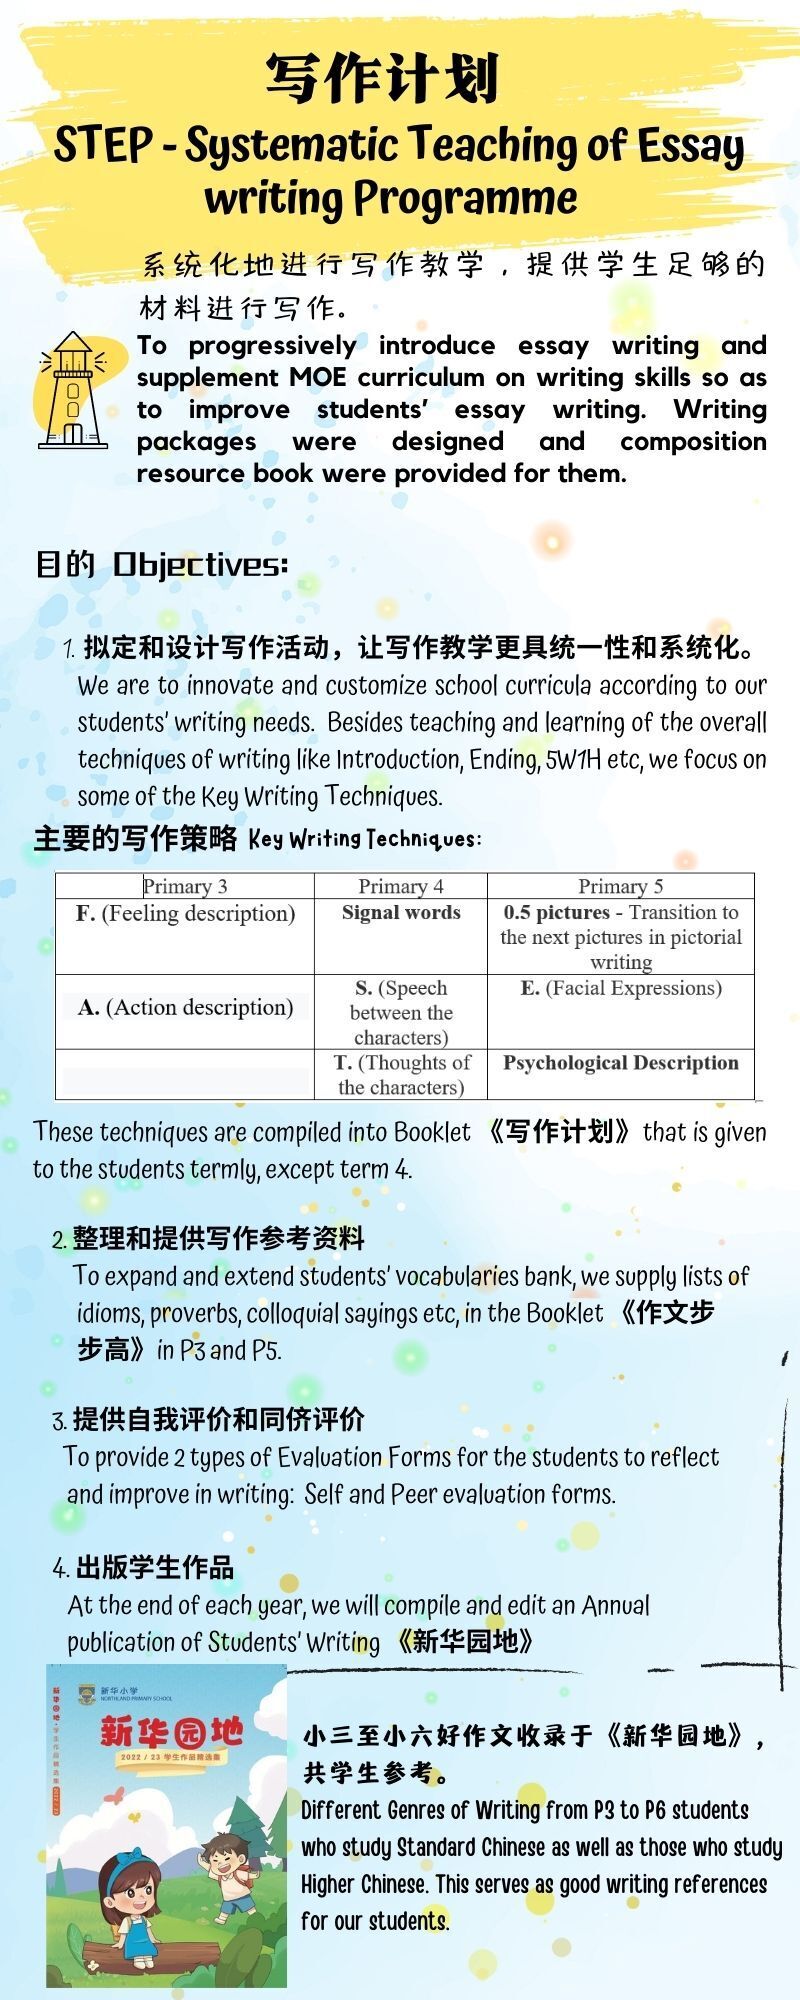 写作计划
STEP - Systematic Teaching of Essay
writing Programme
系统化地进行写作教学，提供学生足够的
材料进行写作。
To progressively introduce essay writing and
supplement MOE curriculum on writing skills so as
to improve students' essay writing. Writing
packages were designed and composition
resource book were provided for them.
目的 Objectives:
1. 拟定和设计写作活动，让写作教学更具统一性和系统化。
We are to innovate and customize school curricula according to our
students' writing needs. Besides teaching and learning of the overall
techniques of writing like Introduction, Ending, 5W1H etc, we focus on
some of the Key Writing Techniques.
主要的写作策略 Key Writing Techniques:
Primary 3 Primary 4 Primary 5
F. (Feeling description) Signal words 0.5 pictures - Transition to
the next pictures in pictorial
writing
A. (Action description) S. (Speech
between the
characters) E. (Facial Expressions)
T. (Thoughts of
the characters) Psychological Description
These techniques are compiled into Booklet 《写作计划》that is given
to the students termly, except term 4.
2. 整理和提供写作参考资料
To expand and extend students' vocabularies bank, we supply lists of
idioms, proverbs, colloquial sayings etc, in the Booklet 《作文步
步高》in P3 and P5.
3. 提供自我评价和同侪评价
To provide 2 types of Evaluation Forms for the students to reflect
and improve in writing: Self and Peer evaluation forms.
4. 出版学生作品
At the end of each year, we will compile and edit an Annual
publication of Students' Writing 《新华园地》
新华小学
NORTHLAND PRIMARY SCHOOL
新华园地
2022 / 23 学生作品精选集
新华园地·学生作品精选集 2022/23
小三至小六好作文收录于《新华园地》，
共学生参考。
Different Genres of Writing from P3 to P6 students
who study Standard Chinese as well as those who study
Higher Chinese. This serves as good writing references
for our students.